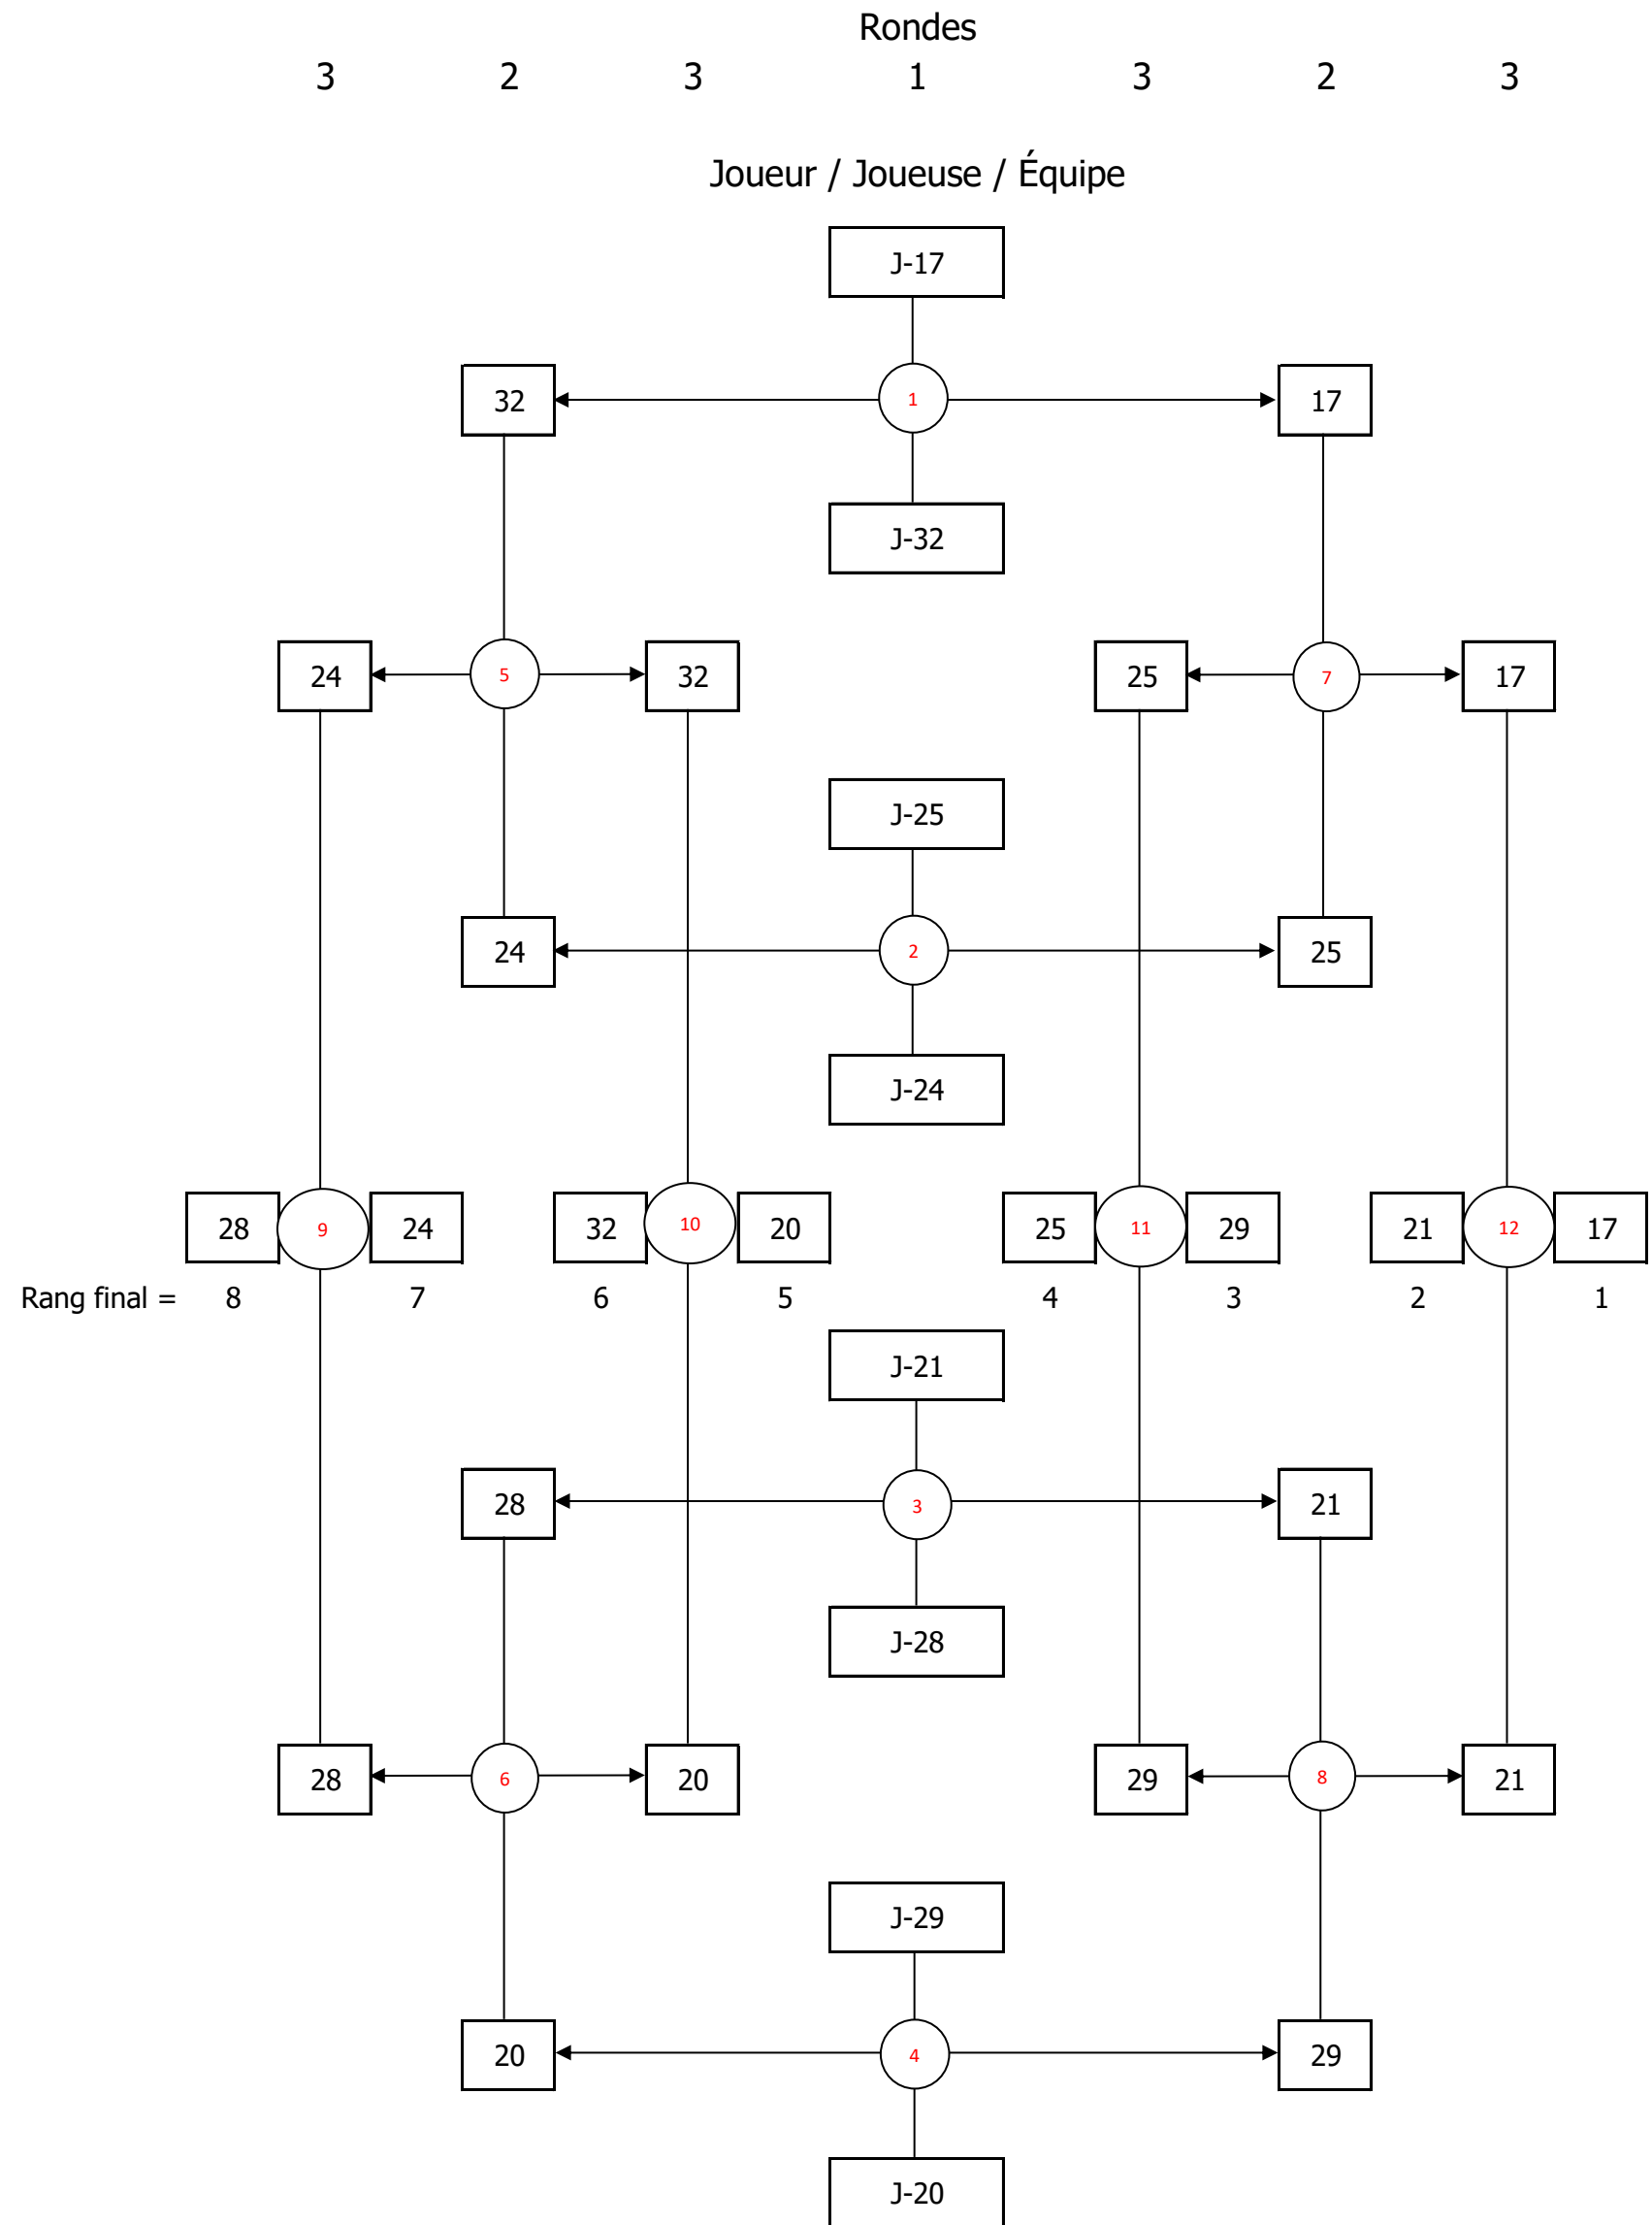 Rondes
3 2 3 1 3 2 3
Joueur / Joueuse / Équipe
J-17
32 1 17
J-32
24 5 32 25 7 17
J-25
24 2 25
J-24
28 9 24 32 10 20 25 11 29 21 12 17
Rang final = 8 7 6 5 4 3 2 1
J-21
28 3 21
J-28
28 6 20 29 8 21
J-29
20 4 29
J-20